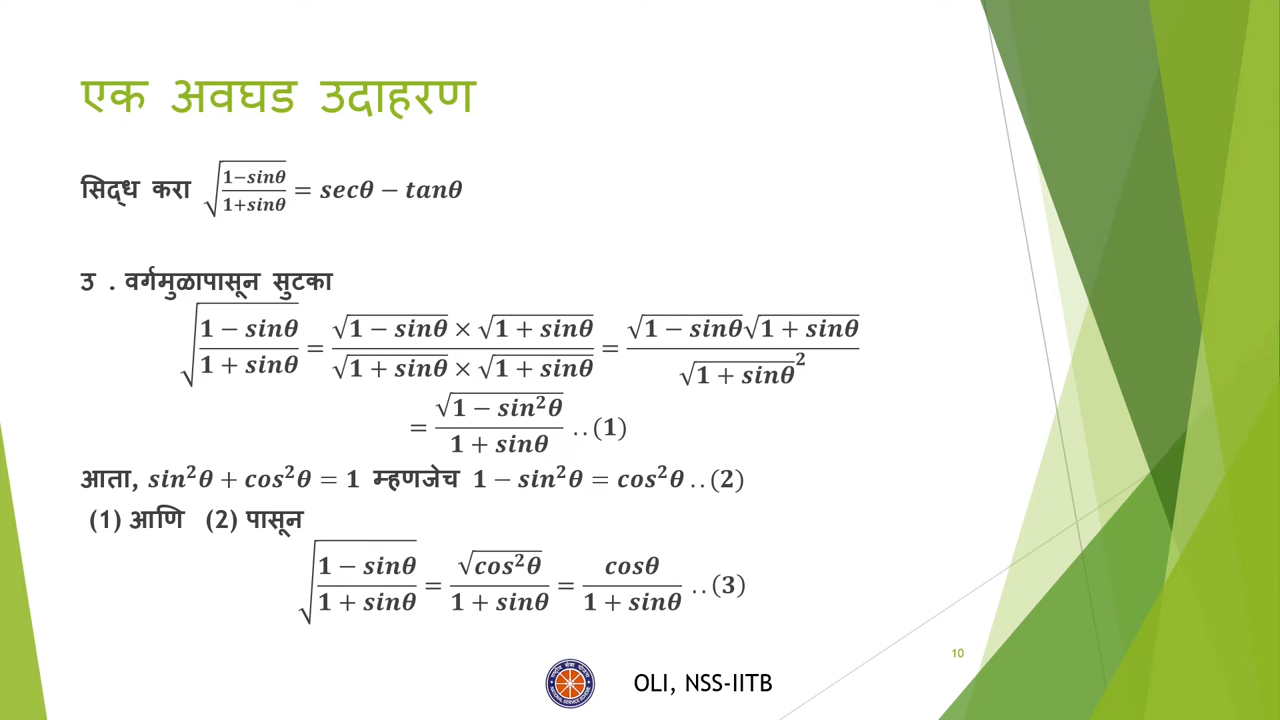 एक अवघड उदाहरण
सिद्ध करा √((1−sinθ)/(1+sinθ)) = secθ − tanθ
उ . वर्गमुळापासून सुटका
√((1 − sinθ)/(1 + sinθ)) = (√(1 − sinθ) × √(1 + sinθ))/(√(1 + sinθ) × √(1 + sinθ)) = (√(1 − sinθ)√(1 + sinθ))/(√(1 + sinθ)²)
= √(1 − sin²θ)/(1 + sinθ) ..(1)
आता, sin²θ + cos²θ = 1 म्हणजेच 1 − sin²θ = cos²θ ..(2)
(1) आणि (2) पासून
√((1 − sinθ)/(1 + sinθ)) = √(cos²θ)/(1 + sinθ) = cosθ/(1 + sinθ) ..(3)
10
OLI, NSS-IITB